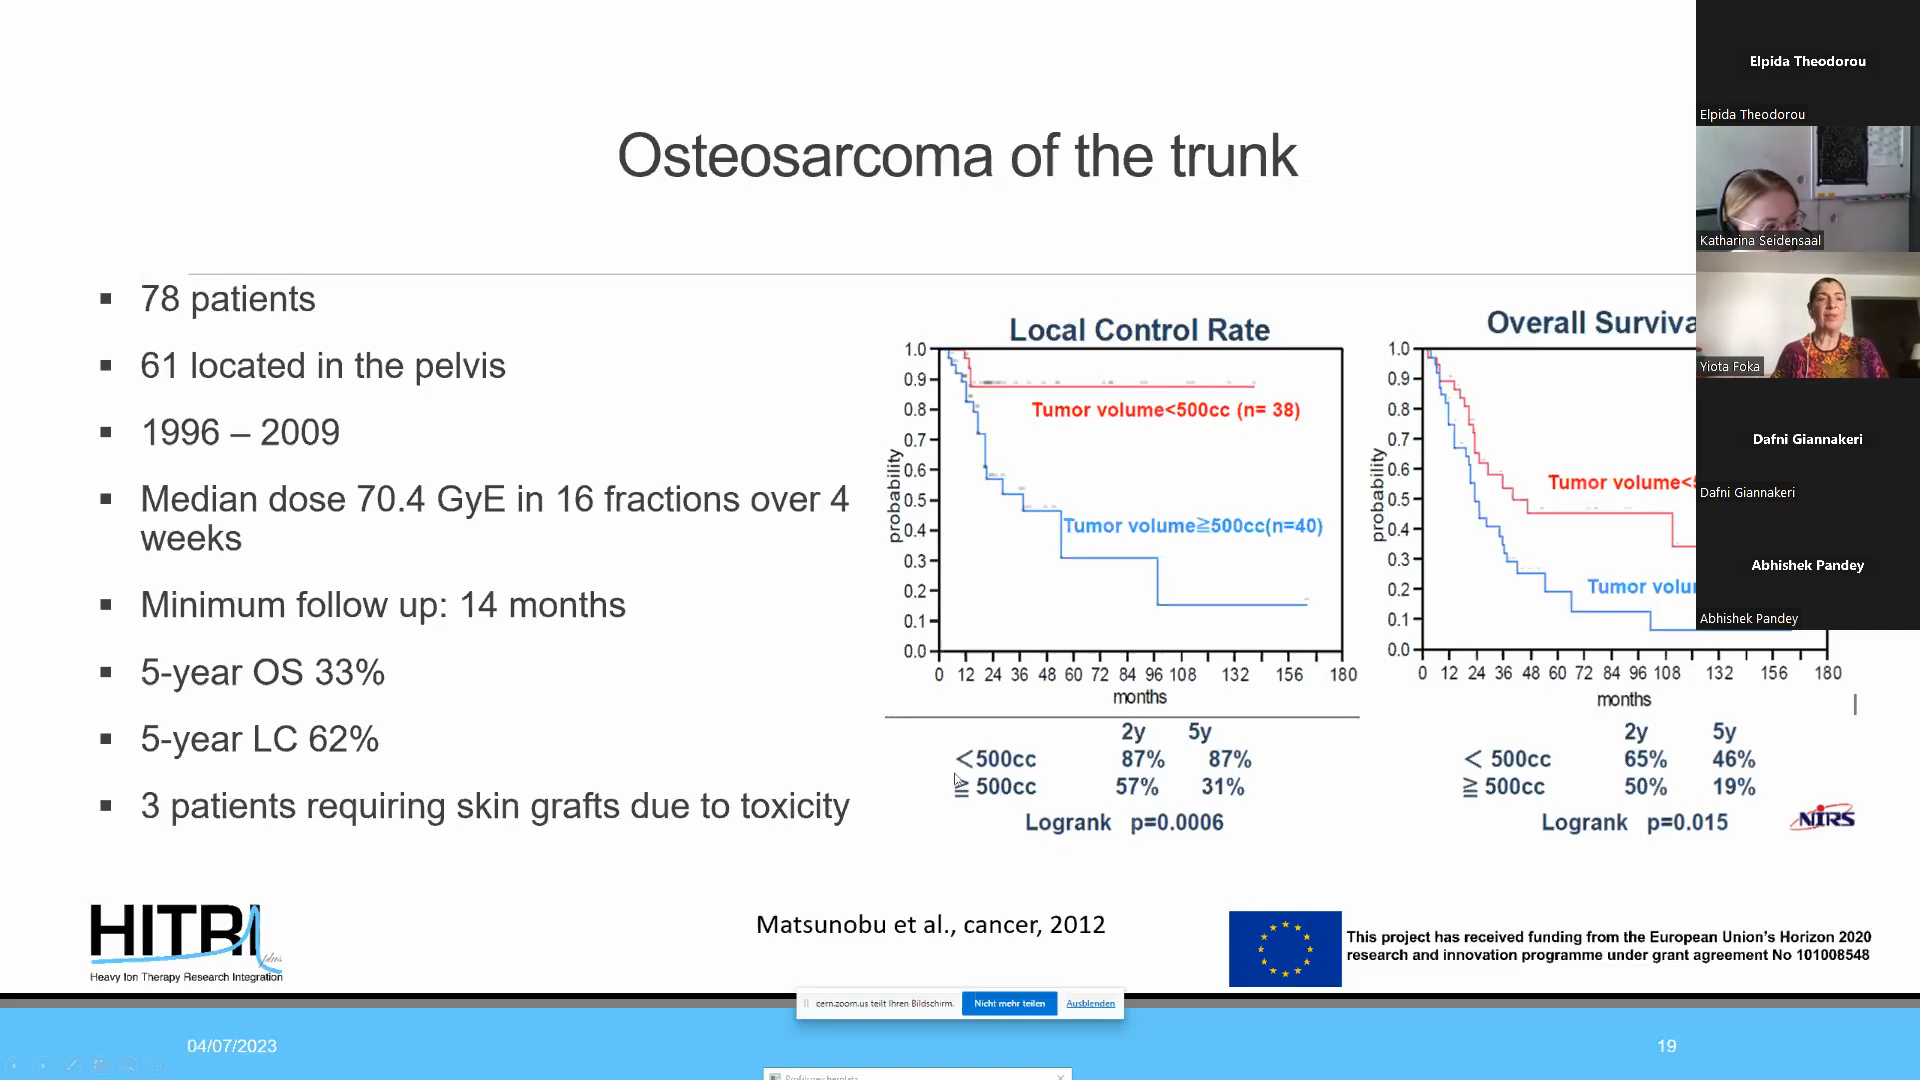 Osteosarcoma of the trunk
78 patients
61 located in the pelvis
1996 – 2009
Median dose 70.4 GyE in 16 fractions over 4
weeks
Minimum follow up: 14 months
5-year OS 33%
5-year LC 62%
3 patients requiring skin grafts due to toxicity
Local Control Rate
1.0
0.9
0.8
0.7
0.6
0.5
0.4
0.3
0.2
0.1
0.0
probability
Tumor volume<500cc (n= 38)
Tumor volume≧500cc(n=40)
0 12 24 36 48 60 72 84 96 108 132 156 180
months
2y 5y
<500cc 87% 87%
≧ 500cc 57% 31%
Logrank p=0.0006
Overall Surviva
1.0
0.9
0.8
0.7
0.6
0.5
0.4
0.3
0.2
0.1
0.0
probability
Tumor volume<
Tumor volu
0 12 24 36 48 60 72 84 96 108 132 156 180
months
2y 5y
< 500cc 65% 46%
≧ 500cc 50% 19%
Logrank p=0.015
NIRS
Elpida Theodorou
Elpida Theodorou
Katharina Seidensaal
Yiota Foka
Dafni Giannakeri
Dafni Giannakeri
Abhishek Pandey
Abhishek Pandey
HITRI
Heavy Ion Therapy Research Integration
Matsunobu et al., cancer, 2012
This project has received funding from the European Union's Horizon 2020
research and innovation programme under grant agreement No 101008548
cern.zoom.us teilt Ihren Bildschirm. Nicht mehr teilen Ausblenden
04/07/2023
19